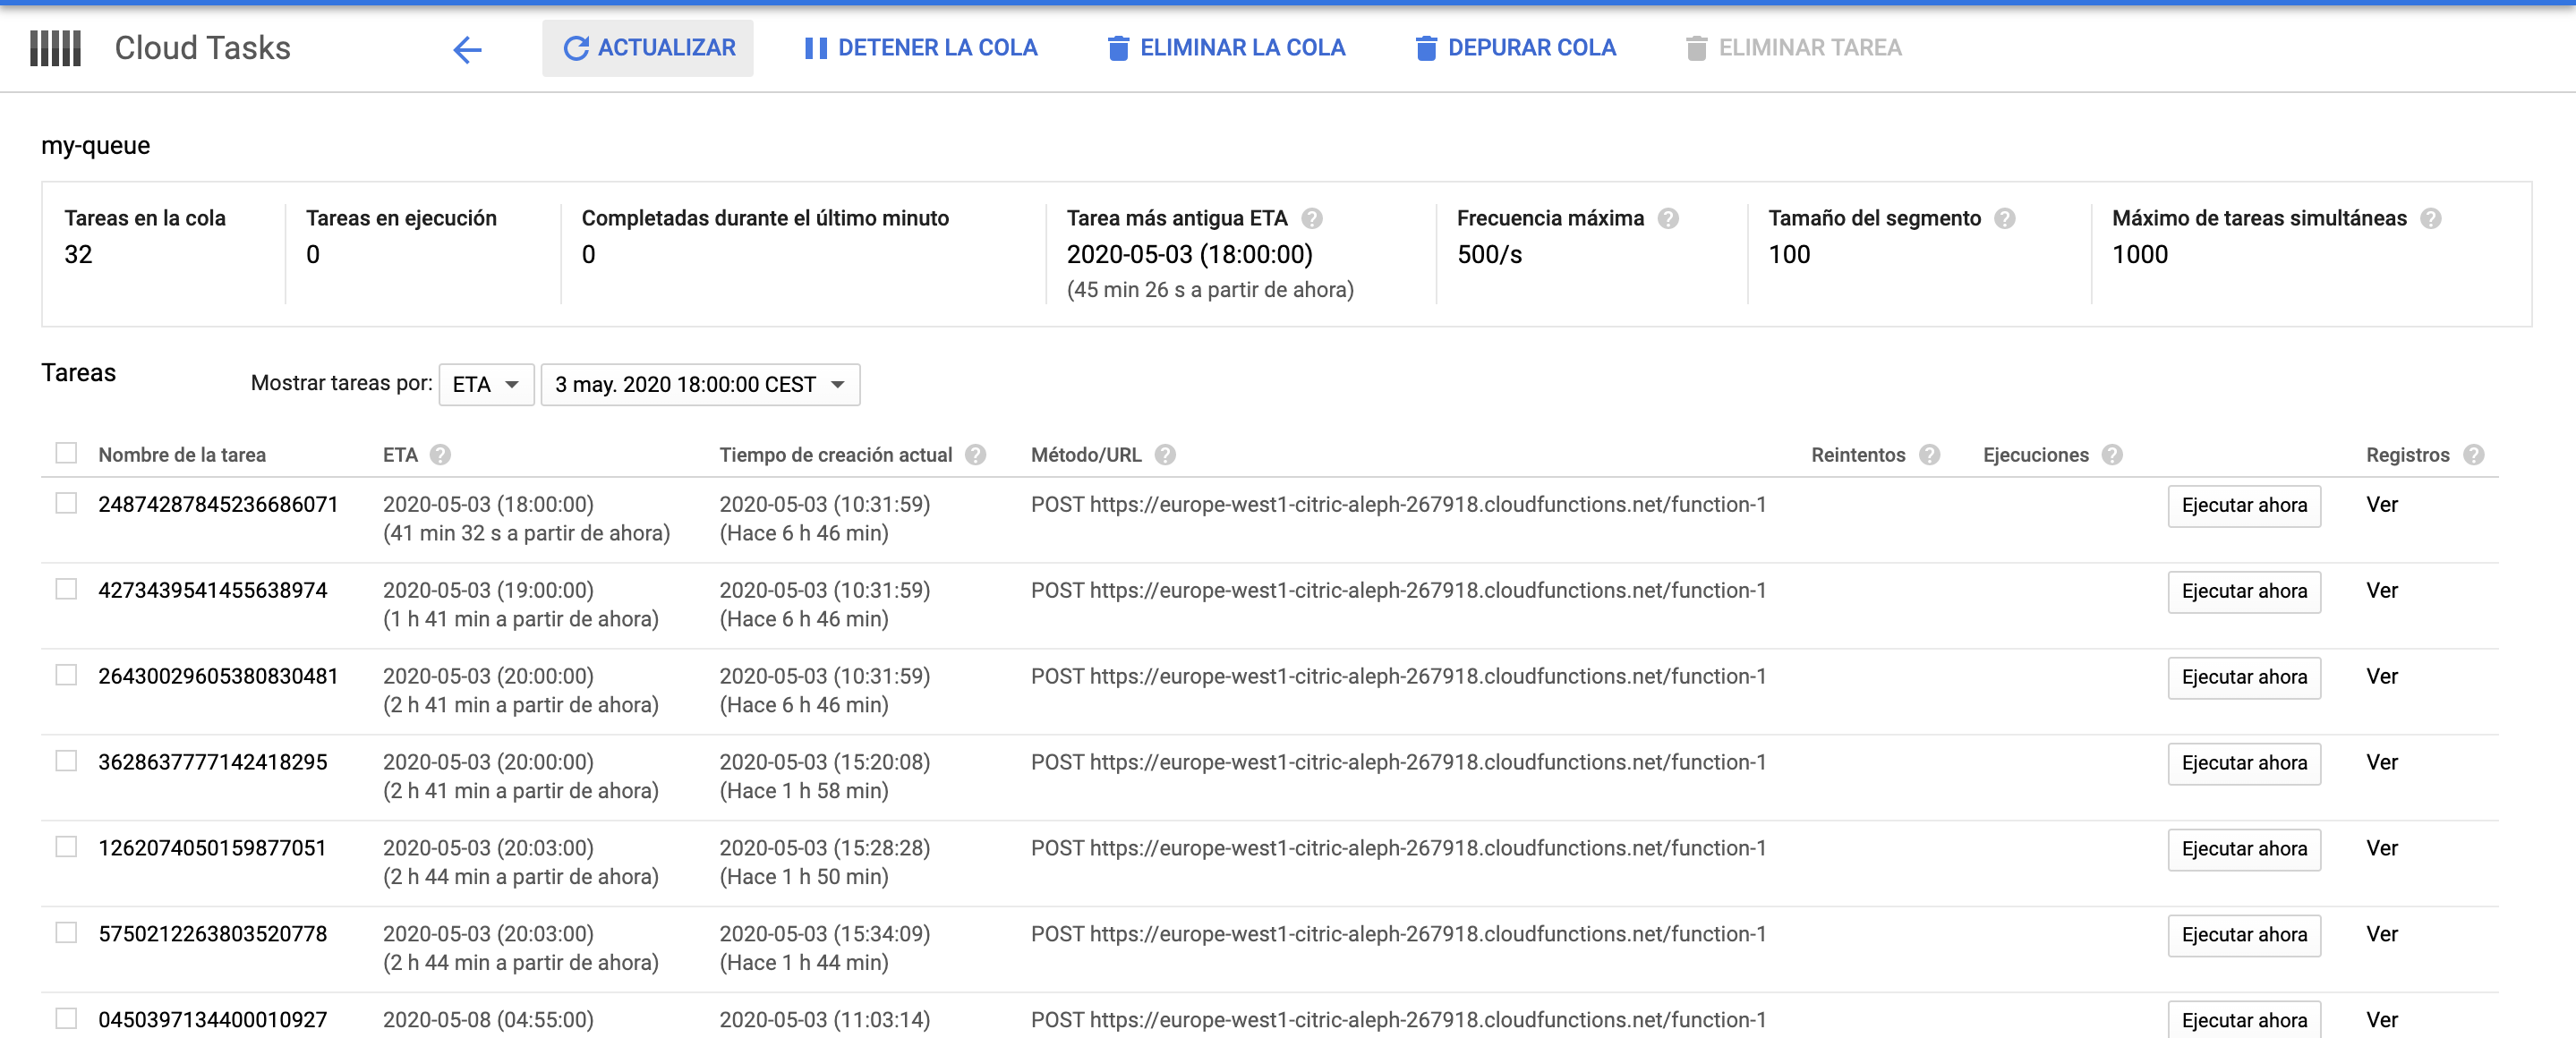 Cloud Tasks
ACTUALIZAR
DETENER LA COLA
ELIMINAR LA COLA
DEPURAR COLA
ELIMINAR TAREA
my-queue
Tareas en la cola
32
Tareas en ejecución
0
Completadas durante el último minuto
0
Tarea más antigua ETA
2020-05-03 (18:00:00)
(45 min 26 s a partir de ahora)
Frecuencia máxima
500/s
Tamaño del segmento
100
Máximo de tareas simultáneas
1000
Tareas
Mostrar tareas por: ETA 3 may. 2020 18:00:00 CEST
Nombre de la tarea ETA Tiempo de creación actual Método/URL Reintentos Ejecuciones Registros
24874287845236686071 2020-05-03 (18:00:00) 2020-05-03 (10:31:59) POST https://europe-west1-citric-aleph-267918.cloudfunctions.net/function-1 Ejecutar ahora Ver
(41 min 32 s a partir de ahora) (Hace 6 h 46 min)
4273439541455638974 2020-05-03 (19:00:00) 2020-05-03 (10:31:59) POST https://europe-west1-citric-aleph-267918.cloudfunctions.net/function-1 Ejecutar ahora Ver
(1 h 41 min a partir de ahora) (Hace 6 h 46 min)
26430029605380830481 2020-05-03 (20:00:00) 2020-05-03 (10:31:59) POST https://europe-west1-citric-aleph-267918.cloudfunctions.net/function-1 Ejecutar ahora Ver
(2 h 41 min a partir de ahora) (Hace 6 h 46 min)
3628637777142418295 2020-05-03 (20:00:00) 2020-05-03 (15:20:08) POST https://europe-west1-citric-aleph-267918.cloudfunctions.net/function-1 Ejecutar ahora Ver
(2 h 41 min a partir de ahora) (Hace 1 h 58 min)
1262074050159877051 2020-05-03 (20:03:00) 2020-05-03 (15:28:28) POST https://europe-west1-citric-aleph-267918.cloudfunctions.net/function-1 Ejecutar ahora Ver
(2 h 44 min a partir de ahora) (Hace 1 h 50 min)
5750212263803520778 2020-05-03 (20:03:00) 2020-05-03 (15:34:09) POST https://europe-west1-citric-aleph-267918.cloudfunctions.net/function-1 Ejecutar ahora Ver
(2 h 44 min a partir de ahora) (Hace 1 h 44 min)
0450397134400010927 2020-05-08 (04:55:00) 2020-05-03 (11:03:14) POST https://europe-west1-citric-aleph-267918.cloudfunctions.net/function-1 Ejecutar ahora Ver